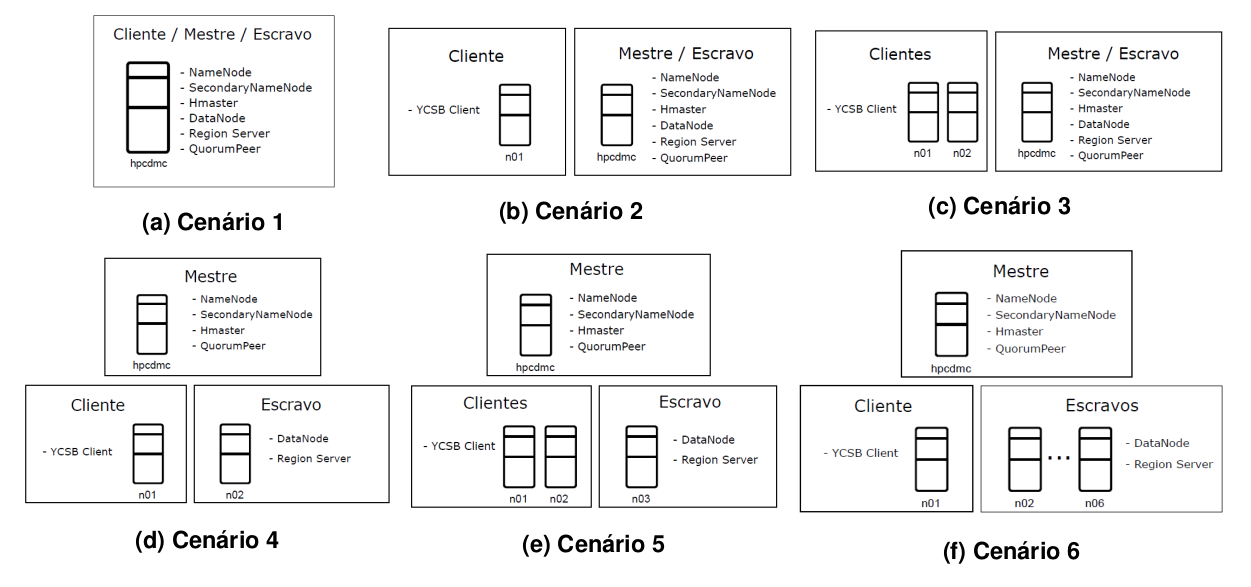 Cliente / Mestre / Escravo
- NameNode
- SecondaryNameNode
- Hmaster
- DataNode
- Region Server
- QuorumPeer
hpcdmc
(a) Cenário 1
Cliente
- YCSB Client
n01
Mestre / Escravo
- NameNode
- SecondaryNameNode
- Hmaster
- DataNode
- Region Server
- QuorumPeer
hpcdmc
(b) Cenário 2
Clientes
- YCSB Client
n01
n02
Mestre / Escravo
- NameNode
- SecondaryNameNode
- Hmaster
- DataNode
- Region Server
- QuorumPeer
hpcdmc
(c) Cenário 3
Mestre
- NameNode
- SecondaryNameNode
- Hmaster
- QuorumPeer
hpcdmc
Cliente
- YCSB Client
n01
Escravo
- DataNode
- Region Server
n02
(d) Cenário 4
Mestre
- NameNode
- SecondaryNameNode
- Hmaster
- QuorumPeer
hpcdmc
Clientes
- YCSB Client
n01
n02
Escravo
- DataNode
- Region Server
n03
(e) Cenário 5
Mestre
- NameNode
- SecondaryNameNode
- Hmaster
- QuorumPeer
hpcdmc
Cliente
- YCSB Client
n01
Escravos
...
- DataNode
- Region Server
n02
n06
(f) Cenário 6